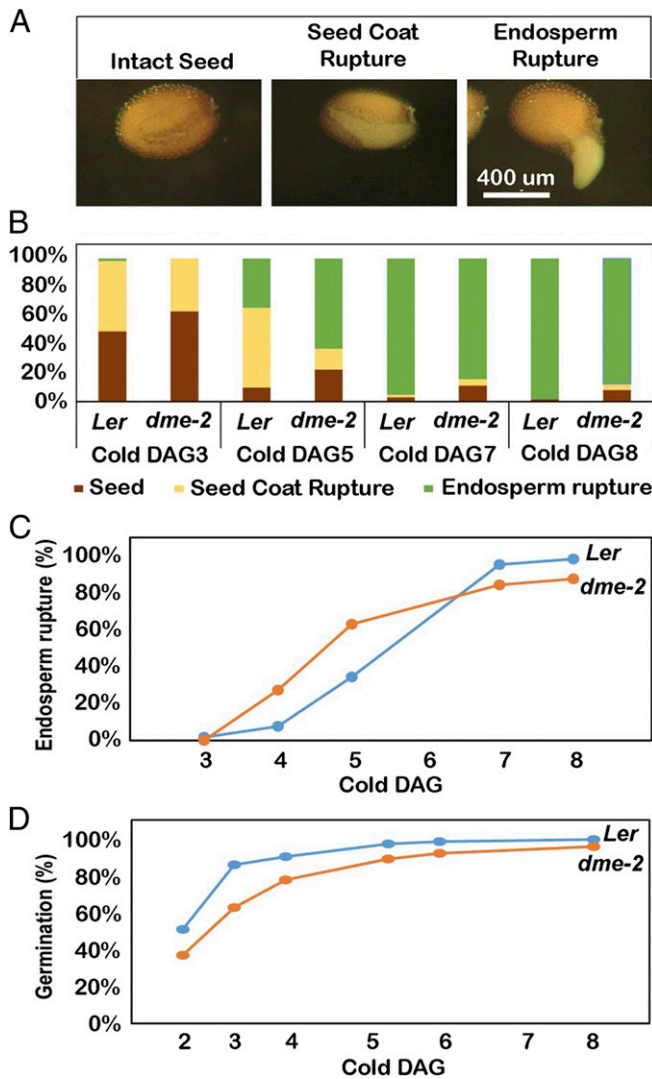 A
Intact Seed
Seed Coat
Rupture
Endosperm
Rupture
400 um
B
100%
80%
60%
40%
20%
0%
Ler dme-2 Ler dme-2 Ler dme-2 Ler dme-2
Cold DAG3 Cold DAG5 Cold DAG7 Cold DAG8
Seed Seed Coat Rupture Endosperm rupture
C
Endosperm rupture (%)
100%
80%
60%
40%
20%
0%
Ler
dme-2
3 4 5 6 7 8
Cold DAG
D
Germination (%)
100%
80%
60%
40%
20%
0%
Ler
dme-2
2 3 4 5 6 7 8
Cold DAG